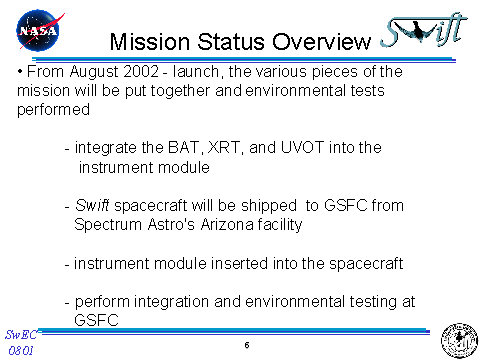 NASA
Swift
Mission Status Overview
• From August 2002 - launch, the various pieces of the
mission will be put together and environmental tests
performed
- integrate the BAT, XRT, and UVOT into the
instrument module
- Swift spacecraft will be shipped to GSFC from
Spectrum Astro's Arizona facility
- instrument module inserted into the spacecraft
- perform integration and environmental testing at
GSFC
SwEC
0801
5